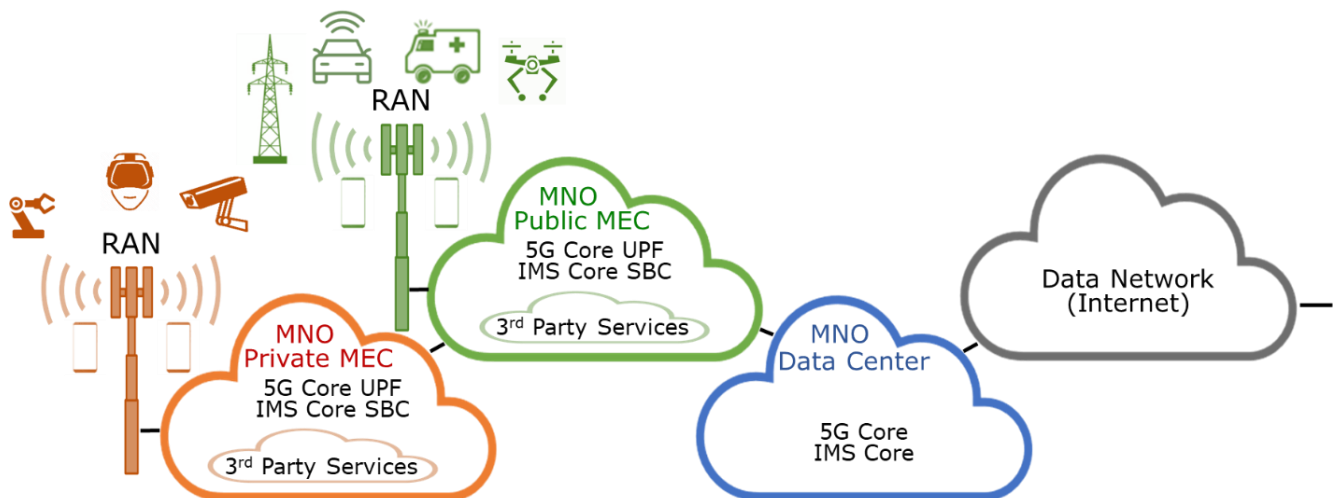 RAN
RAN
MNO
Private MEC
5G Core UPF
IMS Core SBC
3rd Party Services
MNO
Public MEC
5G Core UPF
IMS Core SBC
3rd Party Services
MNO
Data Center
5G Core
IMS Core
Data Network
(Internet)